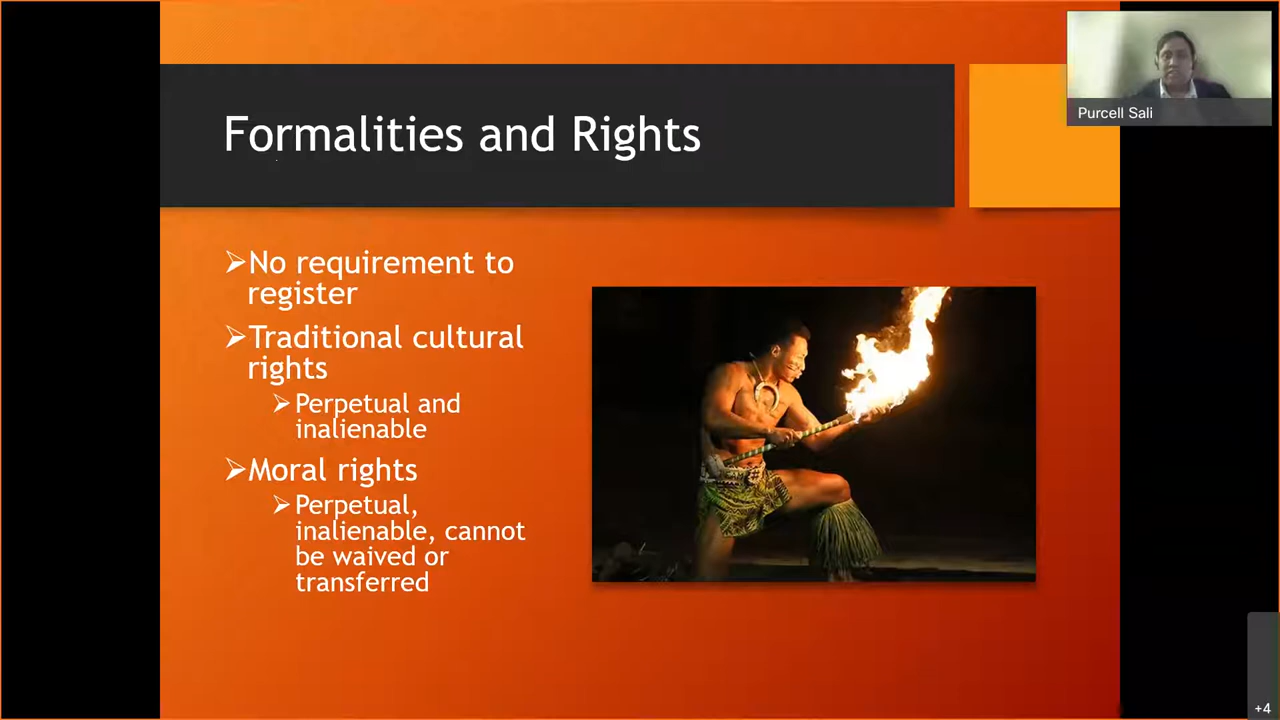 Formalities and Rights
Purcell Sali
➢No requirement to
register
➢Traditional cultural
rights
➢Perpetual and
inalienable
➢Moral rights
➢Perpetual,
inalienable, cannot
be waived or
transferred
+4